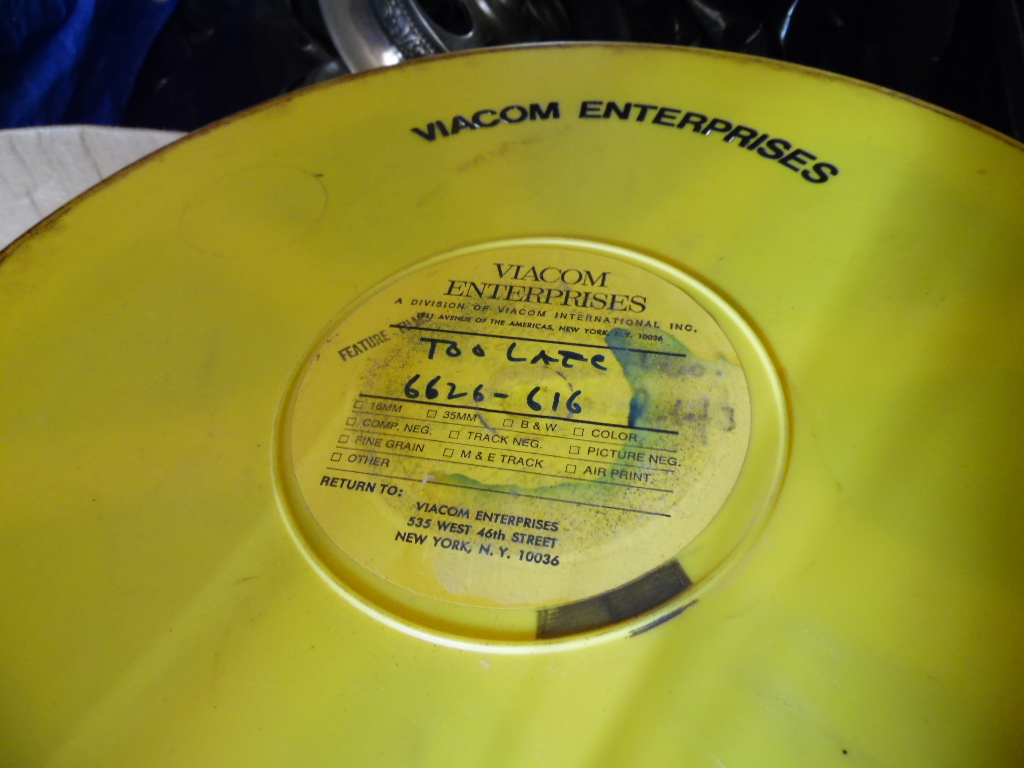 VIACOM ENTERPRISES
VIACOM
ENTERPRISES
A DIVISION OF VIACOM INTERNATIONAL INC.
AVENUE OF THE AMERICAS, NEW YORK, N.Y. 10036
FEATURE
TOO LATE
6626-616
☐ 16MM ☐ 35MM ☐ B & W ☐ COLOR
☐ COMP. NEG. ☐ TRACK NEG. ☐ PICTURE NEG.
☐ FINE GRAIN ☐ M & E TRACK ☐ AIR PRINT
☐ OTHER
RETURN TO:
VIACOM ENTERPRISES
535 WEST 46th STREET
NEW YORK, N. Y. 10036